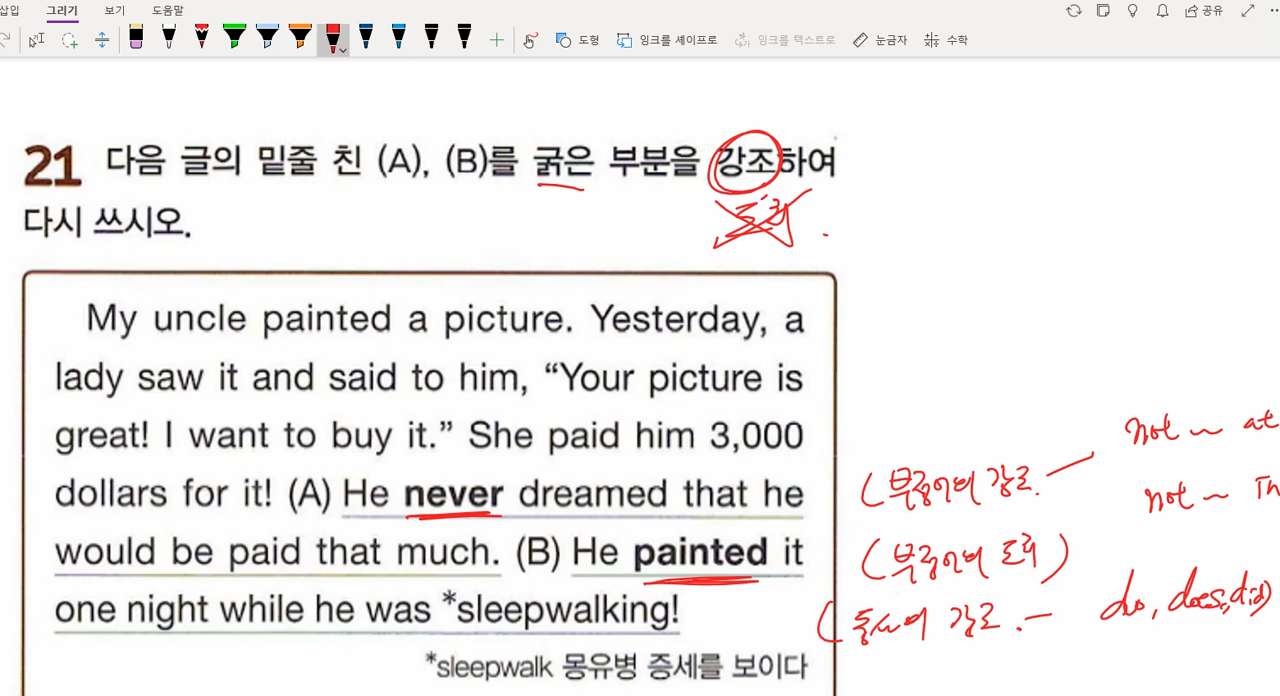 삽입 그리기 보기 도움말 공유
도형 잉크를 셰이프로 잉크를 텍스트로 눈금자 수학
21 다음 글의 밑줄 친 (A), (B)를 굵은 부분을 강조하여
다시 쓰시오.
도치
My uncle painted a picture. Yesterday, a
lady saw it and said to him, “Your picture is
great! I want to buy it.” She paid him 3,000
dollars for it! (A) He never dreamed that he
would be paid that much. (B) He painted it
one night while he was *sleepwalking!
*sleepwalk 몽유병 증세를 보이다
not ~ at
(부정어의 강조.
not ~ in
(부정어의 도치)
(동사의 강조. - do, does, did)